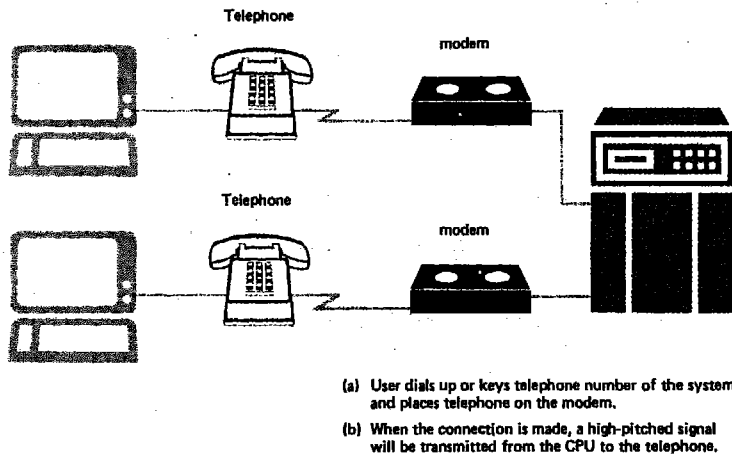 Telephone
modem
Telephone
modem
(a) User dials up or keys telephone number of the system
and places telephone on the modem.
(b) When the connection is made, a high-pitched signal
will be transmitted from the CPU to the telephone.